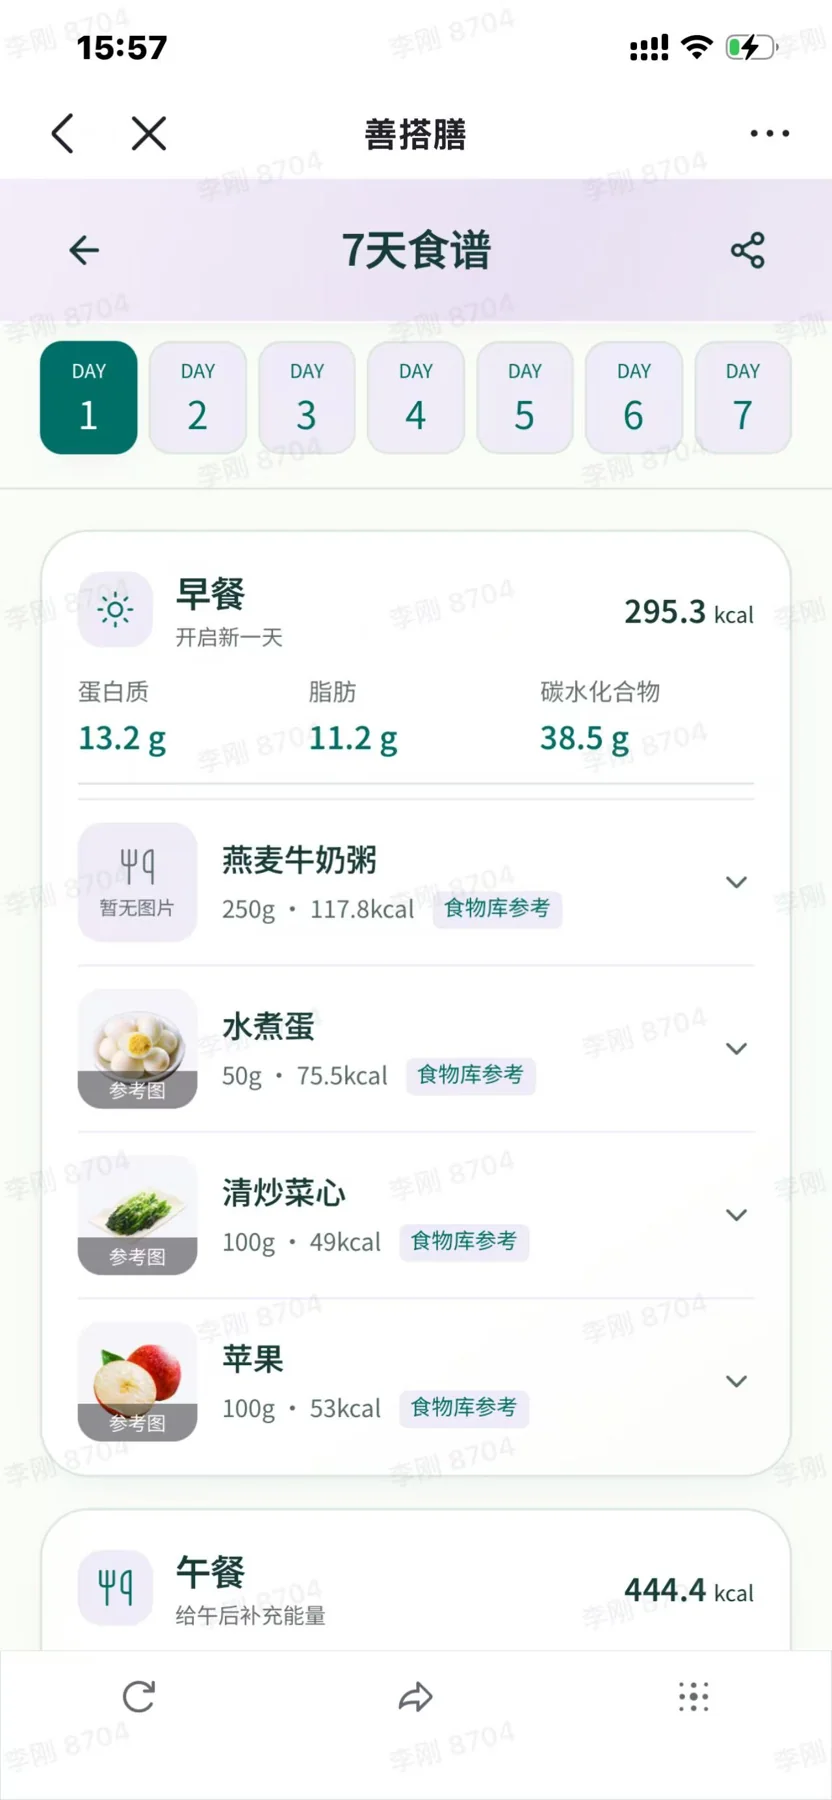 15:57
善搭膳
7天食谱
DAY DAY DAY DAY DAY DAY DAY
1 2 3 4 5 6 7
早餐
开启新一天
295.3 kcal
蛋白质 脂肪 碳水化合物
13.2 g 11.2 g 38.5 g
暂无图片
燕麦牛奶粥
250g · 117.8kcal 食物库参考
参考图
水煮蛋
50g · 75.5kcal 食物库参考
参考图
清炒菜心
100g · 49kcal 食物库参考
参考图
苹果
100g · 53kcal 食物库参考
午餐
给午后补充能量
444.4 kcal
李刚 8704